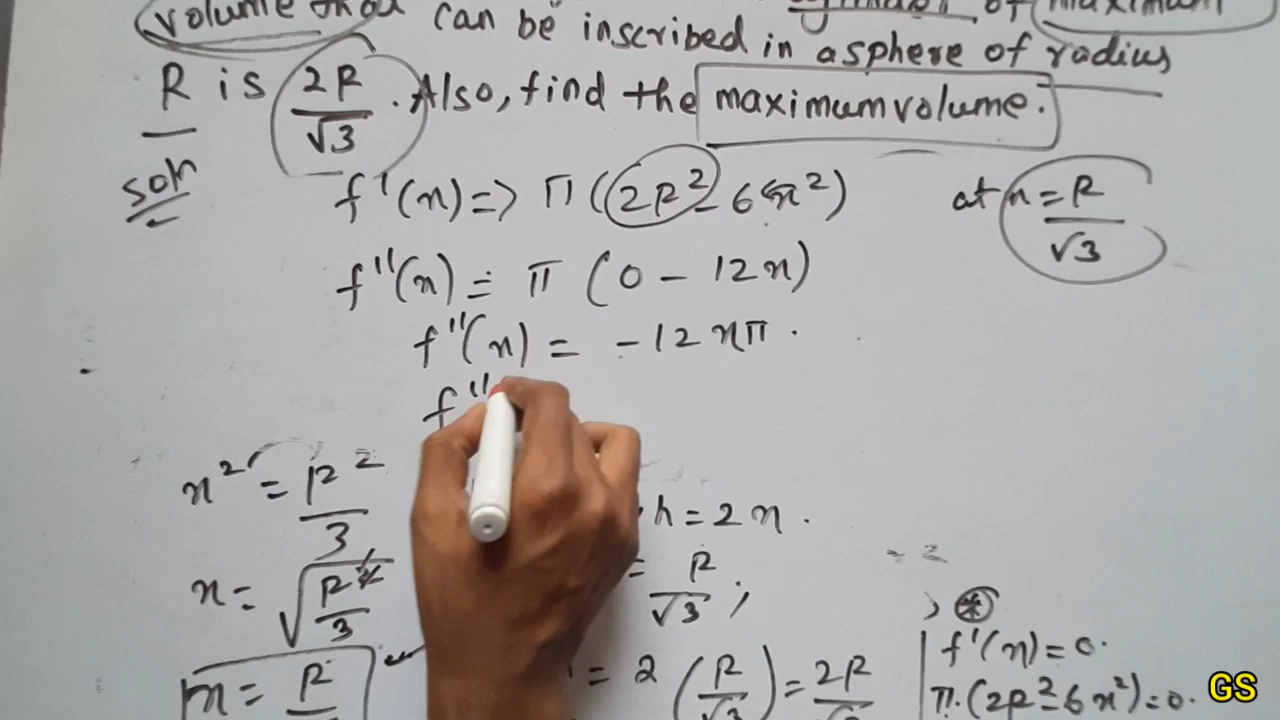 volume that can be inscribed in a sphere of radius
R is 2R/√3. Also, find the maximum volume.
Soln
f'(x) => π (2R² - 6x²) at x = R/√3
f''(x) = π (0 - 12x)
f''(x) = -12xπ.
f''
x² = R²/3
h = 2x.
x = √R²/3
= R/√3;
x = R
= 2 (R/√3) = 2R
f'(x) = 0.
π.(2R² - 6x²) = 0.
GS